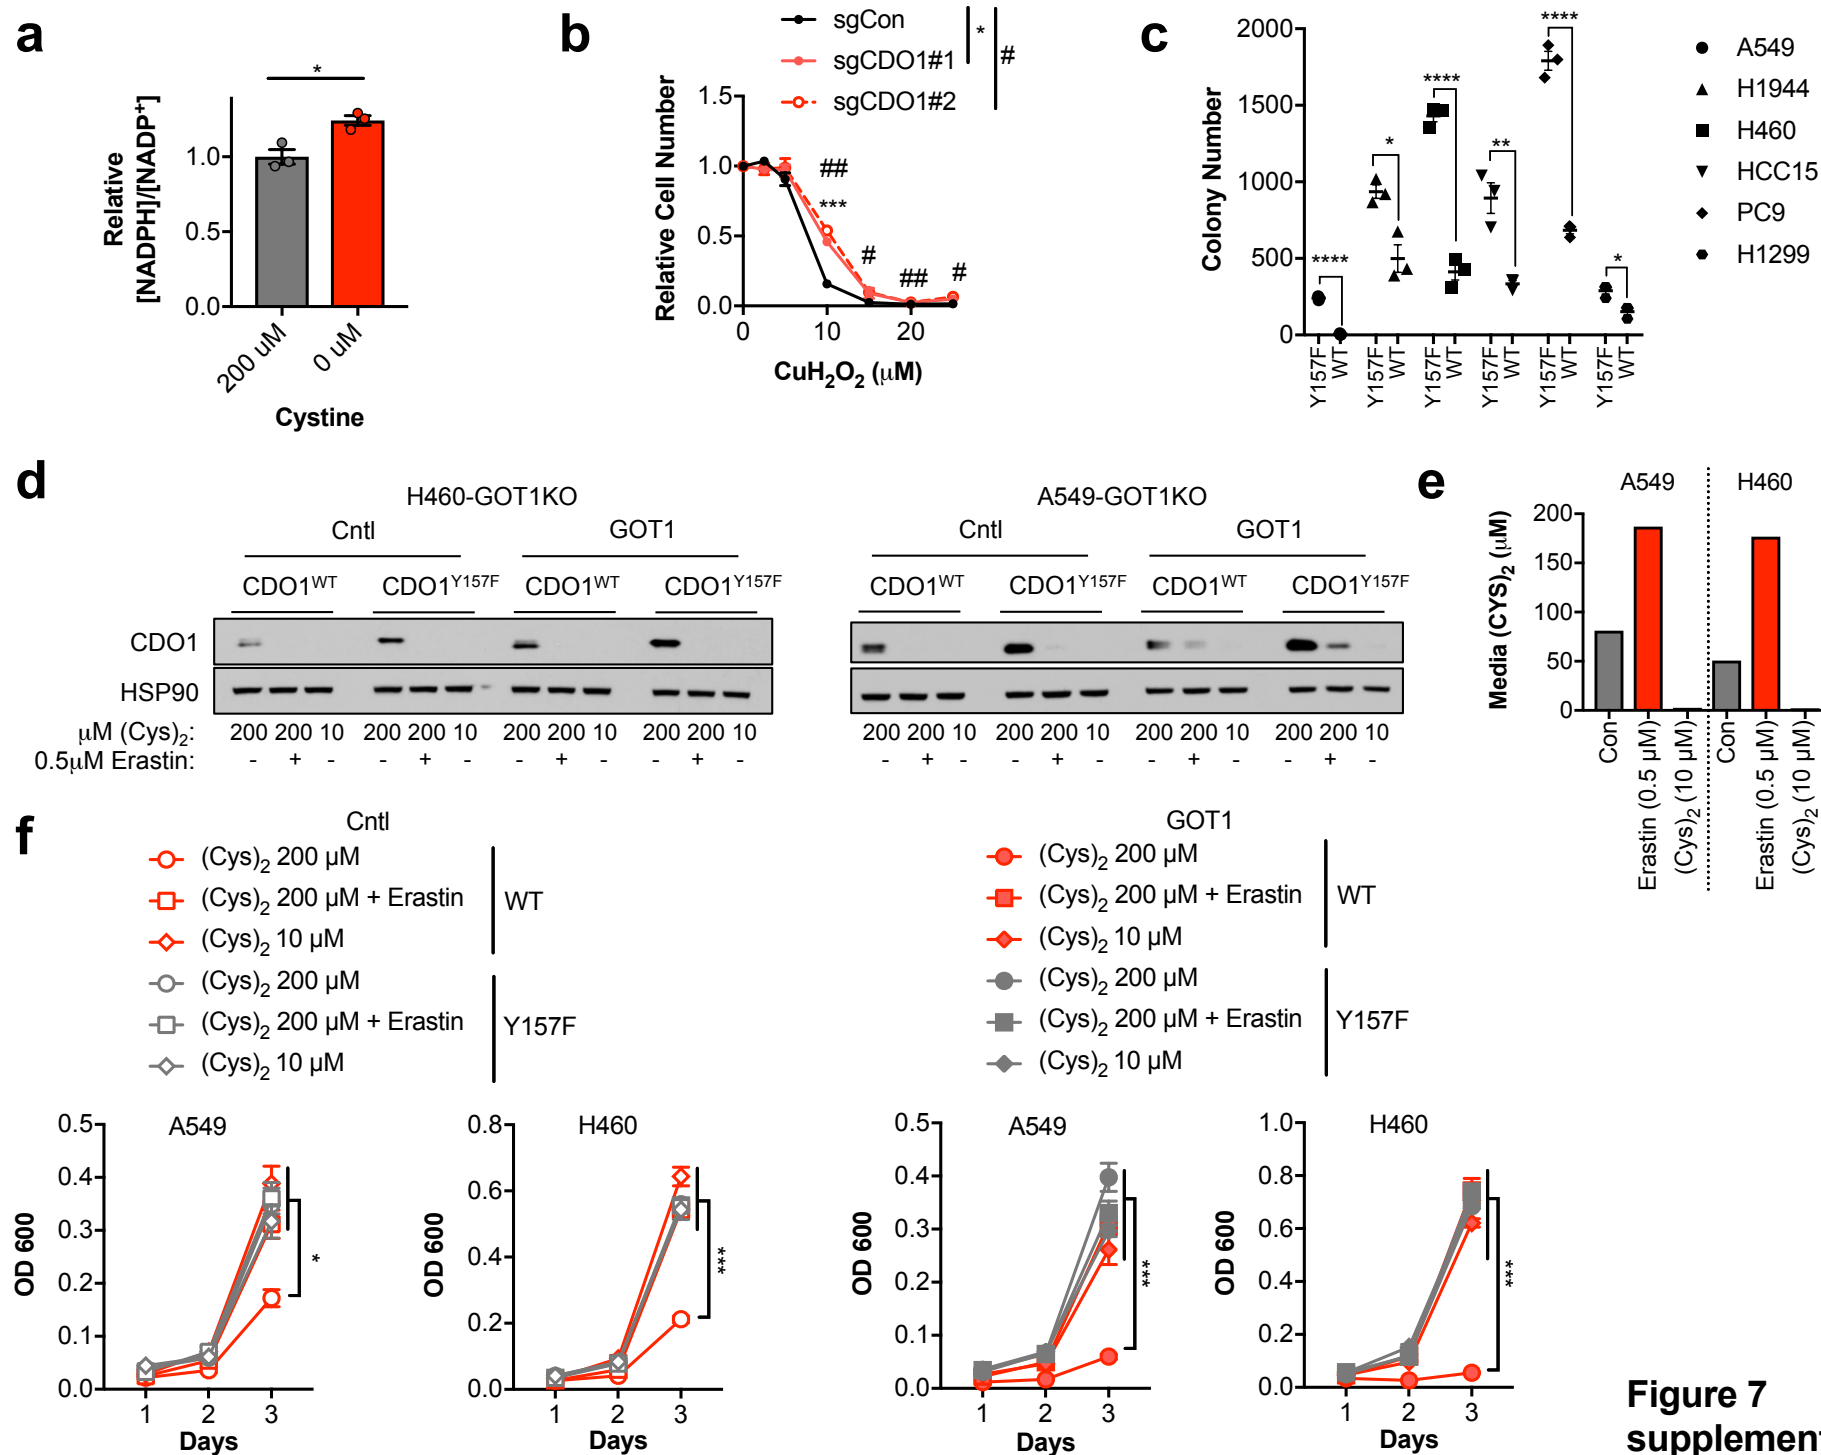 a
*
Relative
[NADPH]/[NADP⁺]
1.0
0.5
0.0
200 uM
0 uM
Cystine
b
sgCon
sgCDO1#1
sgCDO1#2
*
#
Relative Cell Number
1.5
1.0
0.5
0.0
##
***
#
##
#
0
10
20
CuH₂O₂ (μM)
c
Colony Number
2000
1500
1000
500
0
****
*
****
**
****
*
Y157F
WT
Y157F
WT
Y157F
WT
Y157F
WT
Y157F
WT
Y157F
WT
A549
H1944
H460
HCC15
PC9
H1299
d
H460-GOT1KO
Cntl
GOT1
CDO1ᵂᵀ
CDO1ʸ¹⁵⁷ᶠ
CDO1ᵂᵀ
CDO1ʸ¹⁵⁷ᶠ
A549-GOT1KO
Cntl
GOT1
CDO1ᵂᵀ
CDO1ʸ¹⁵⁷ᶠ
CDO1ᵂᵀ
CDO1ʸ¹⁵⁷ᶠ
CDO1
HSP90
μM (Cys)₂: 200 200 10 200 200 10 200 200 10 200 200 10 200 200 10 200 200 10 200 200 10 200 200 10
0.5μM Erastin: - + - - + - - + - - + - - + - - + - - + - - + -
e
A549
H460
Media (CYS)₂ (μM)
200
150
100
50
0
Con
Erastin (0.5 µM)
(Cys)₂ (10 µM)
Con
Erastin (0.5 µM)
(Cys)₂ (10 µM)
f
Cntl
(Cys)₂ 200 µM
(Cys)₂ 200 µM + Erastin
(Cys)₂ 10 µM
WT
(Cys)₂ 200 µM
(Cys)₂ 200 µM + Erastin
(Cys)₂ 10 µM
Y157F
GOT1
(Cys)₂ 200 µM
(Cys)₂ 200 µM + Erastin
(Cys)₂ 10 µM
WT
(Cys)₂ 200 µM
(Cys)₂ 200 µM + Erastin
(Cys)₂ 10 µM
Y157F
A549
OD 600
0.5
0.4
0.3
0.2
0.1
0.0
*
1 2 3
Days
H460
OD 600
0.8
0.6
0.4
0.2
0.0
***
1 2 3
Days
A549
OD 600
0.5
0.4
0.3
0.2
0.1
0.0
***
1 2 3
Days
H460
OD 600
1.0
0.8
0.6
0.4
0.2
0.0
***
1 2 3
Days
Figure 7
supplement